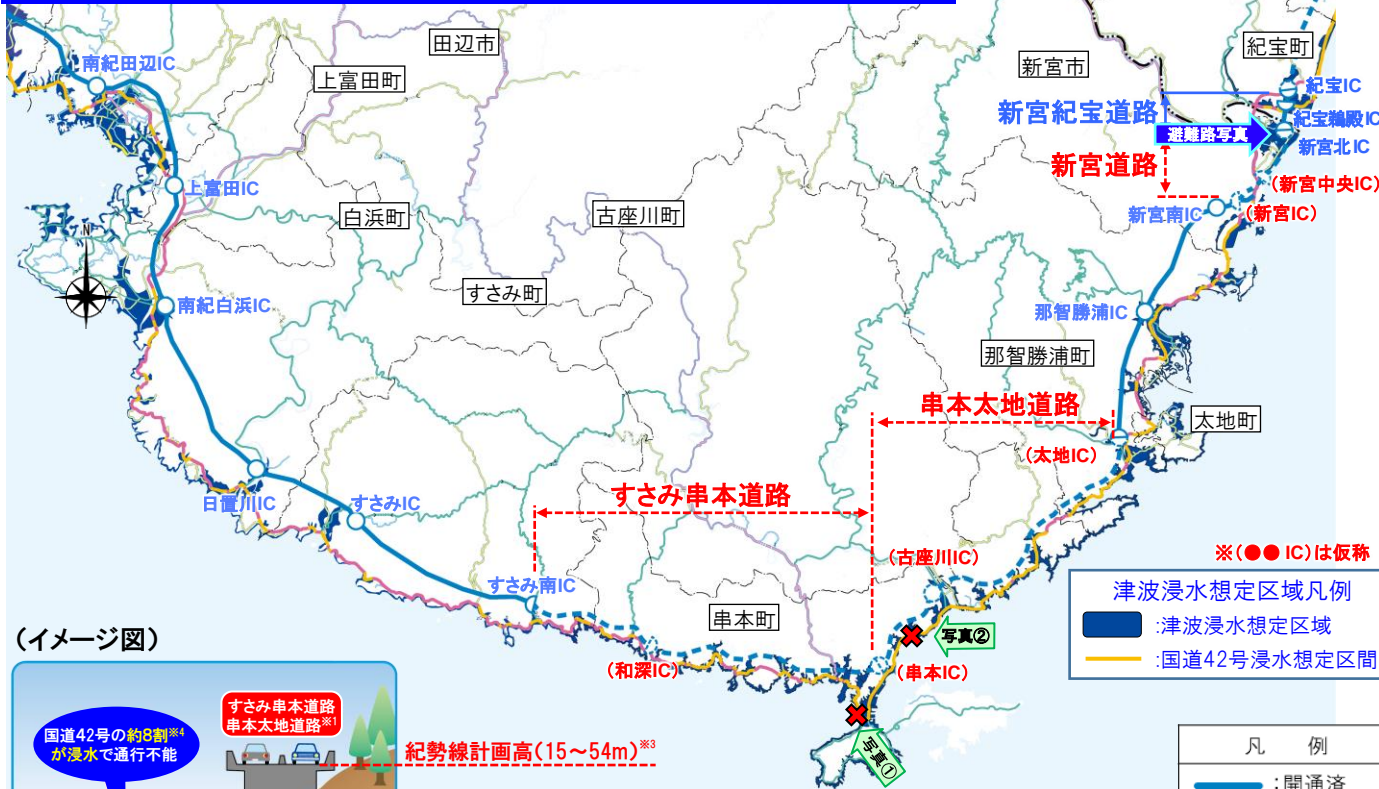 田辺市
紀宝町
南紀田辺IC
上富田町
新宮市
紀宝IC
新宮紀宝道路
紀宝鵜殿IC
避難路写真
新宮北IC
新宮道路
上富田IC
(新宮中央IC)
白浜町
古座川町
新宮南IC
(新宮IC)
N
すさみ町
南紀白浜IC
那智勝浦IC
那智勝浦町
串本太地道路
太地町
(太地IC)
すさみ串本道路
日置川IC
すさみIC
(古座川IC)
※(●● IC)は仮称
すさみ南IC
津波浸水想定区域凡例
:津波浸水想定区域
:国道42号浸水想定区間
串本町
写真②
(イメージ図)
(和深IC)
(串本IC)
すさみ串本道路
串本太地道路※1
国道42号の約8割※4
が浸水で通行不能
紀勢線計画高(15~54m)※3
写真①
凡 例
:開通済